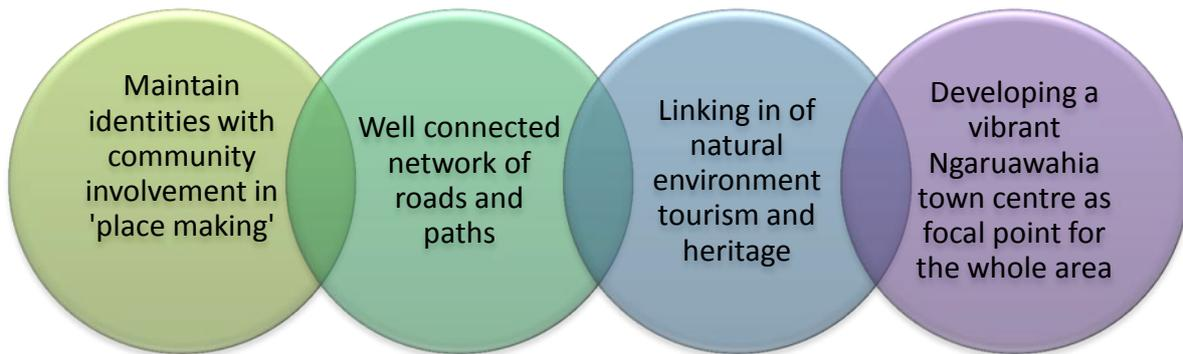 Maintain
identities with
community
involvement in
'place making'
Well connected
network of
roads and
paths
Linking in of
natural
environment
tourism and
heritage
Developing a
vibrant
Ngaruawahia
town centre as
focal point for
the whole area